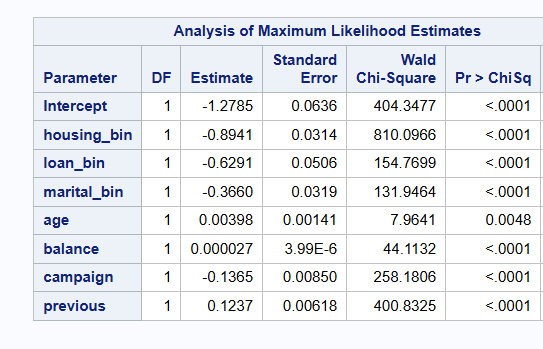 Analysis of Maximum Likelihood Estimates
Parameter DF Estimate Standard Error Wald Chi-Square Pr > ChiSq
Intercept 1 -1.2785 0.0636 404.3477 <.0001
housing_bin 1 -0.8941 0.0314 810.0966 <.0001
loan_bin 1 -0.6291 0.0506 154.7699 <.0001
marital_bin 1 -0.3660 0.0319 131.9464 <.0001
age 1 0.00398 0.00141 7.9641 0.0048
balance 1 0.000027 3.99E-6 44.1132 <.0001
campaign 1 -0.1365 0.00850 258.1806 <.0001
previous 1 0.1237 0.00618 400.8325 <.0001